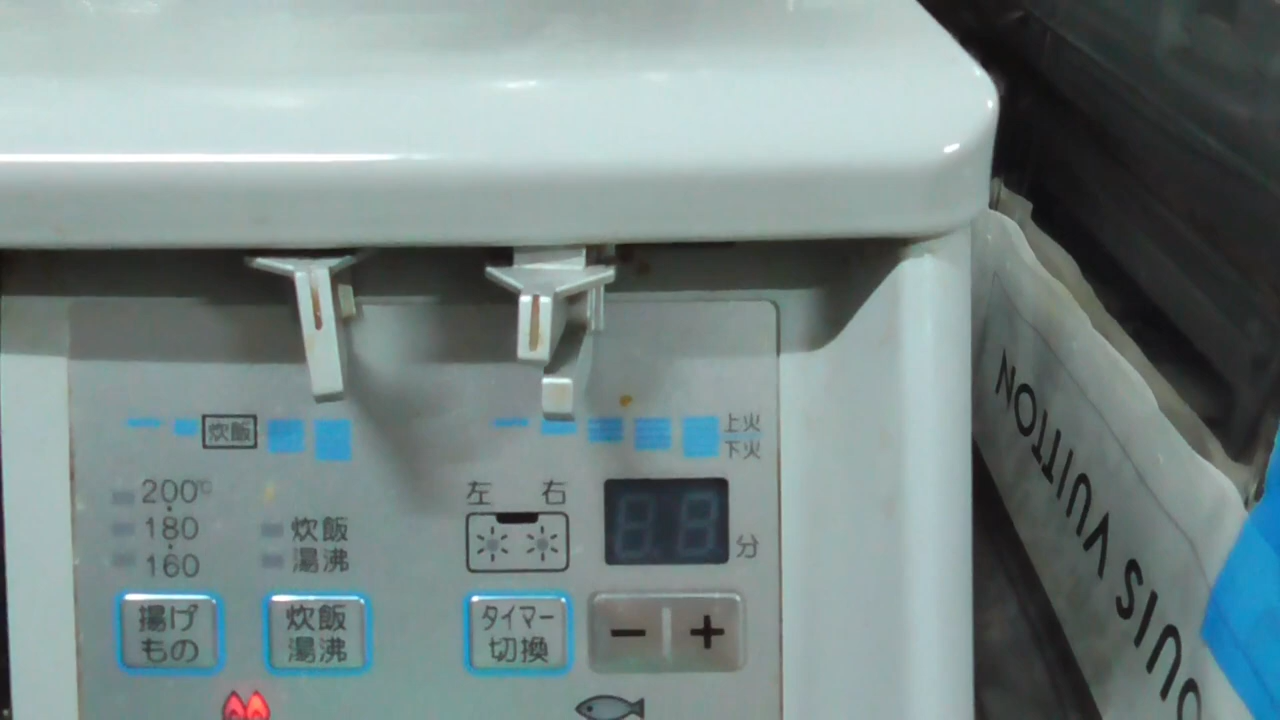 炊飯
上火
下火
200℃
180
160
炊飯
湯沸
左 右
分
揚げ
もの
炊飯
湯沸
タイマー
切換
− +
OUIS VUITTON